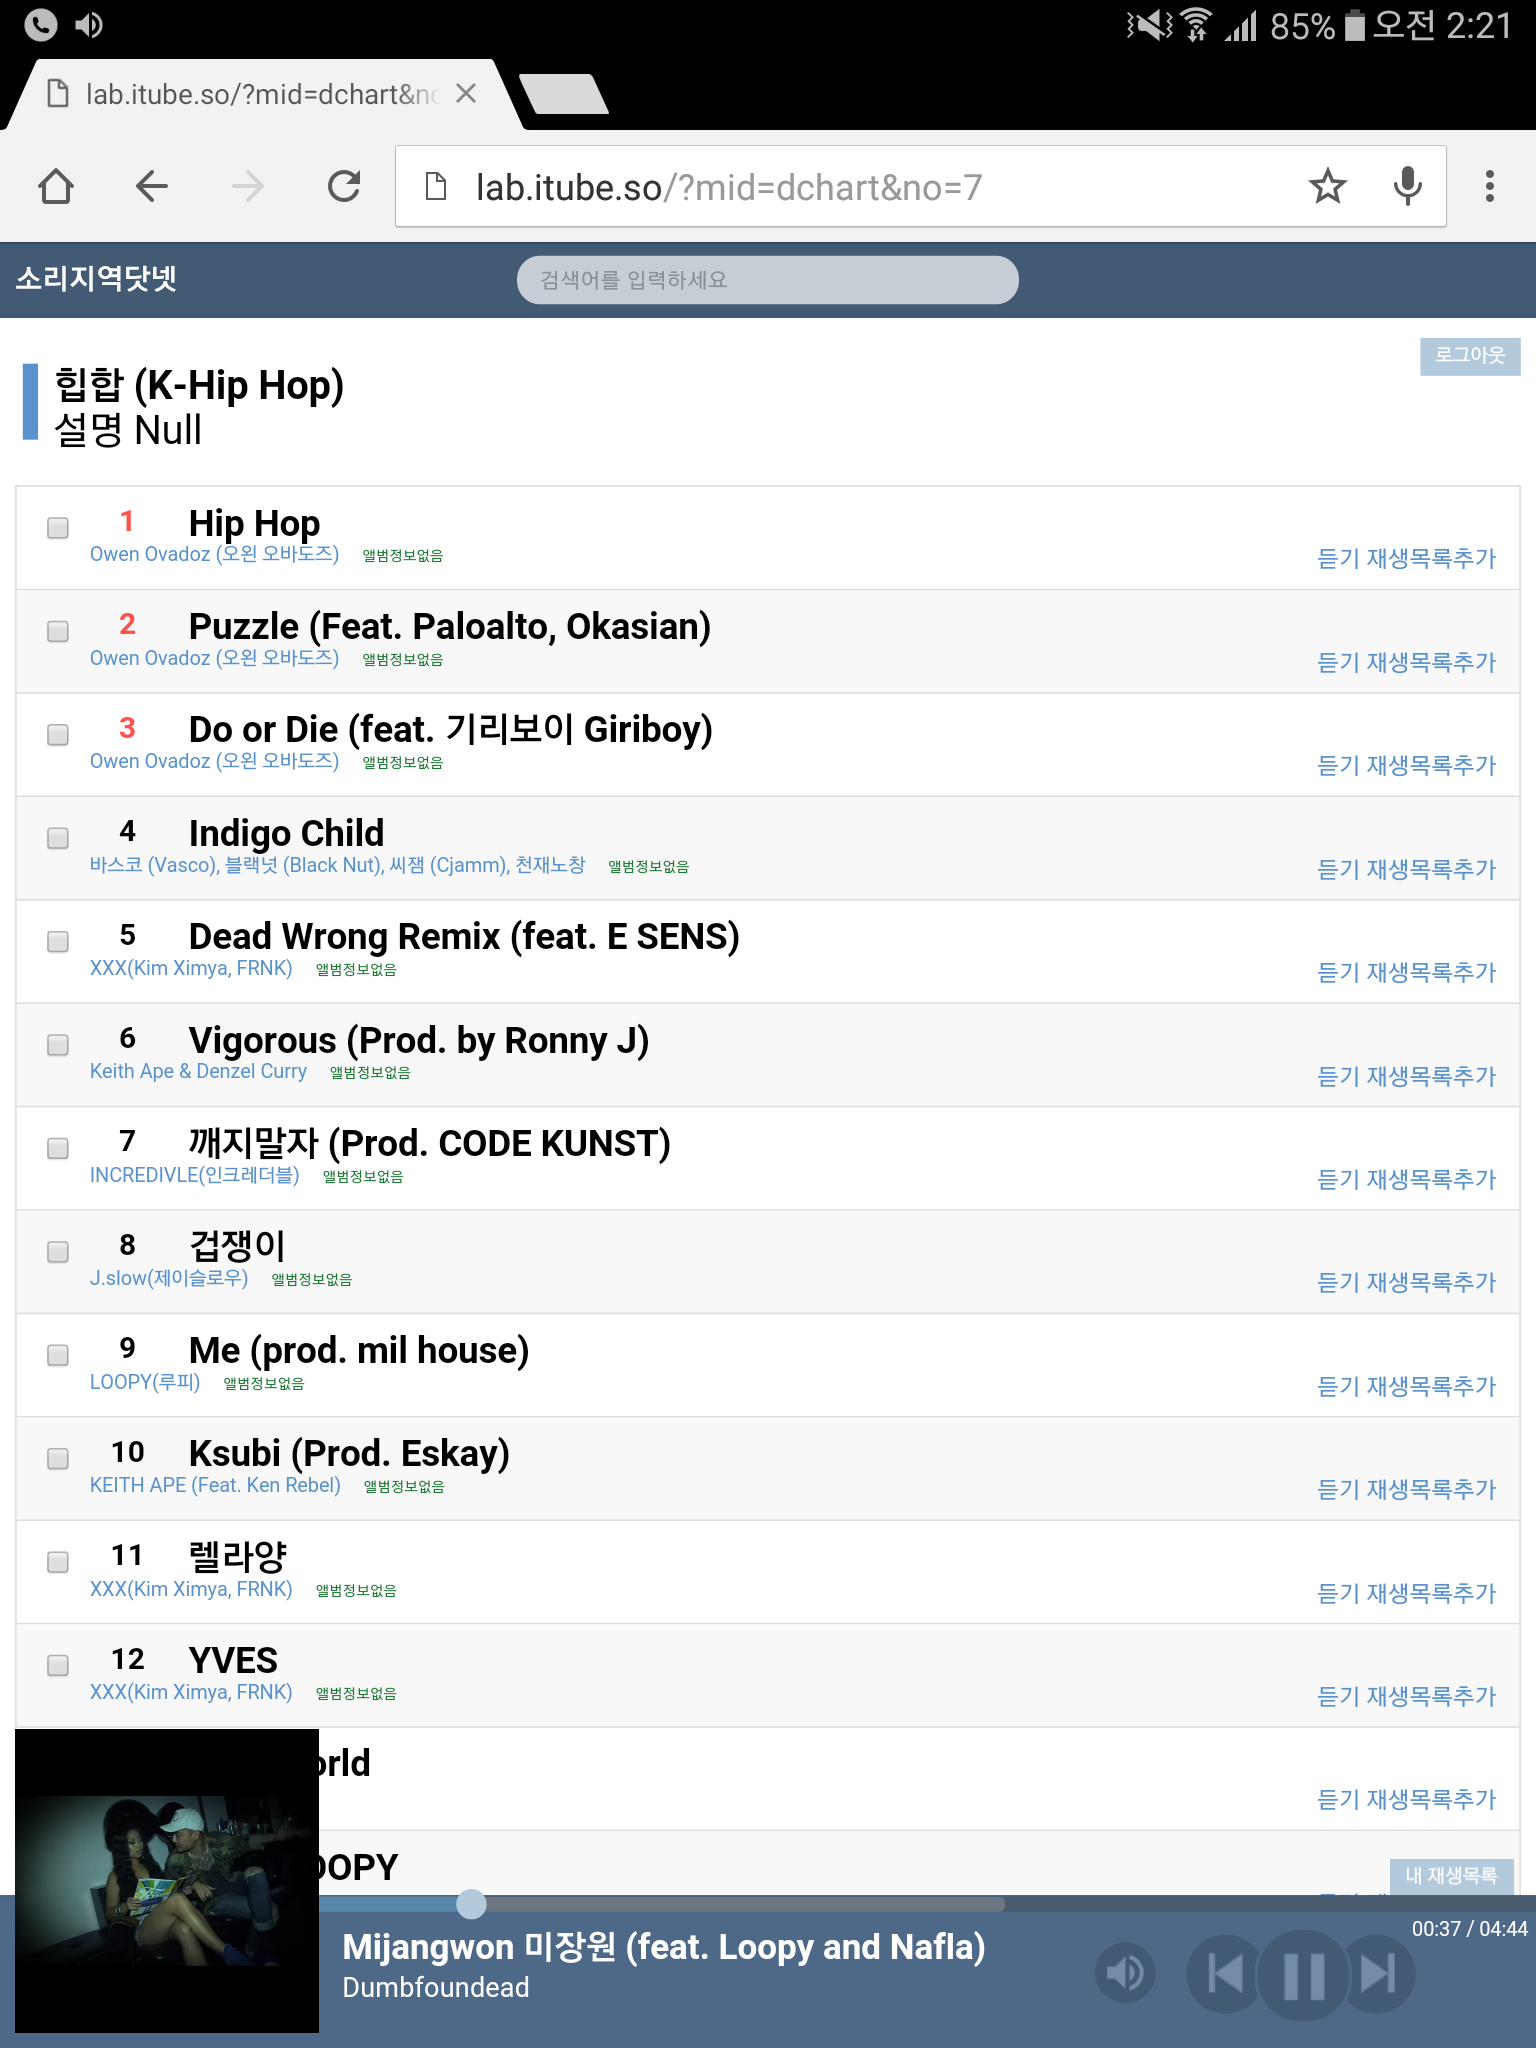 85% 오전 2:21
lab.itube.so/?mid=dchart&nc
lab.itube.so/?mid=dchart&no=7
소리지역닷넷
검색어를 입력하세요
로그아웃
힙합 (K-Hip Hop)
설명 Null
1 Hip Hop
Owen Ovadoz (오왼 오바도즈) 앨범정보없음
듣기 재생목록추가
2 Puzzle (Feat. Paloalto, Okasian)
Owen Ovadoz (오왼 오바도즈) 앨범정보없음
듣기 재생목록추가
3 Do or Die (feat. 기리보이 Giriboy)
Owen Ovadoz (오왼 오바도즈) 앨범정보없음
듣기 재생목록추가
4 Indigo Child
바스코 (Vasco), 블랙넛 (Black Nut), 씨잼 (Cjamm), 천재노창 앨범정보없음
듣기 재생목록추가
5 Dead Wrong Remix (feat. E SENS)
XXX(Kim Ximya, FRNK) 앨범정보없음
듣기 재생목록추가
6 Vigorous (Prod. by Ronny J)
Keith Ape & Denzel Curry 앨범정보없음
듣기 재생목록추가
7 깨지말자 (Prod. CODE KUNST)
INCREDIVLE(인크레더블) 앨범정보없음
듣기 재생목록추가
8 겁쟁이
J.slow(제이슬로우) 앨범정보없음
듣기 재생목록추가
9 Me (prod. mil house)
LOOPY(루피) 앨범정보없음
듣기 재생목록추가
10 Ksubi (Prod. Eskay)
KEITH APE (Feat. Ken Rebel) 앨범정보없음
듣기 재생목록추가
11 렐라양
XXX(Kim Ximya, FRNK) 앨범정보없음
듣기 재생목록추가
12 YVES
XXX(Kim Ximya, FRNK) 앨범정보없음
듣기 재생목록추가
orld
듣기 재생목록추가
OOPY
내 재생목록
00:37 / 04:44
Mijangwon 미장원 (feat. Loopy and Nafla)
Dumbfoundead